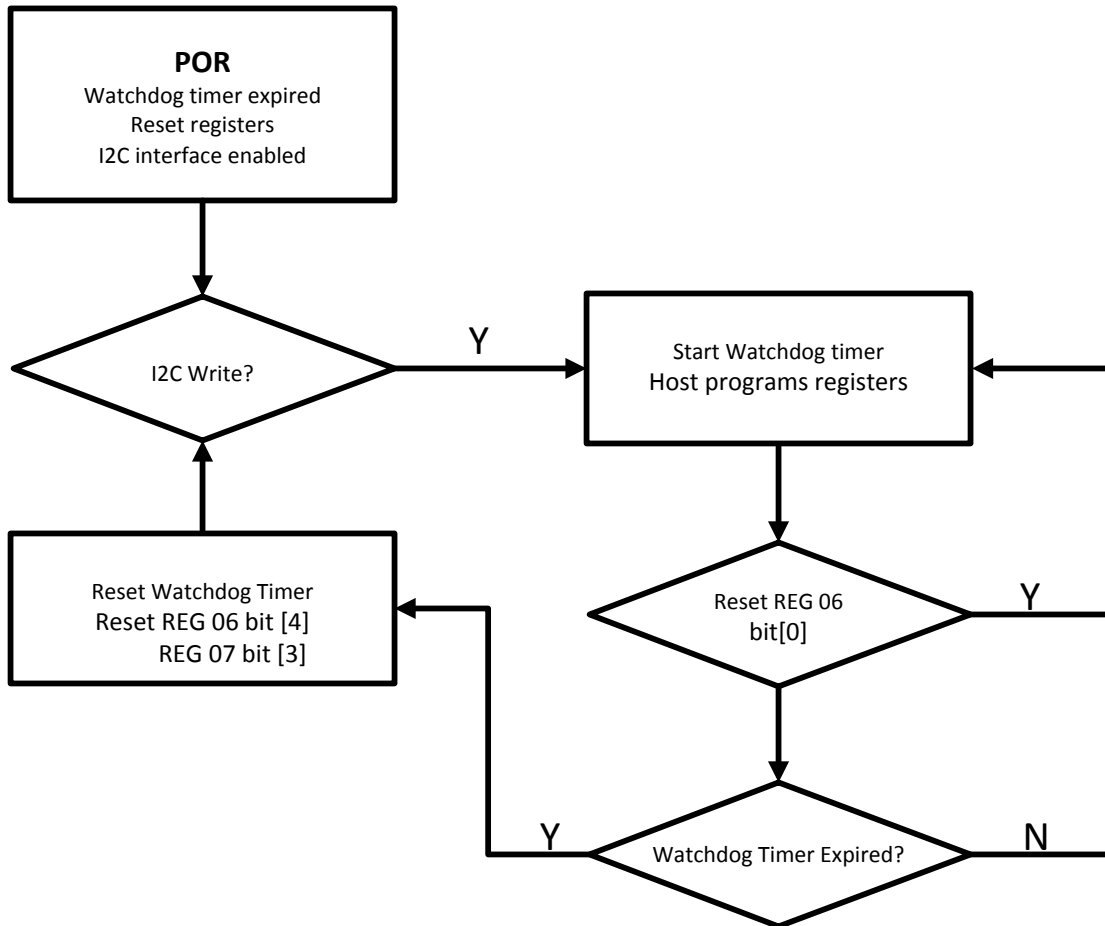 POR
Watchdog timer expired
Reset registers
I2C interface enabled
I2C Write?
Y
Start Watchdog timer
Host programs registers
Reset Watchdog Timer
Reset REG 06 bit [4]
REG 07 bit [3]
Reset REG 06
bit[0]
Y
Y
Watchdog Timer Expired?
N